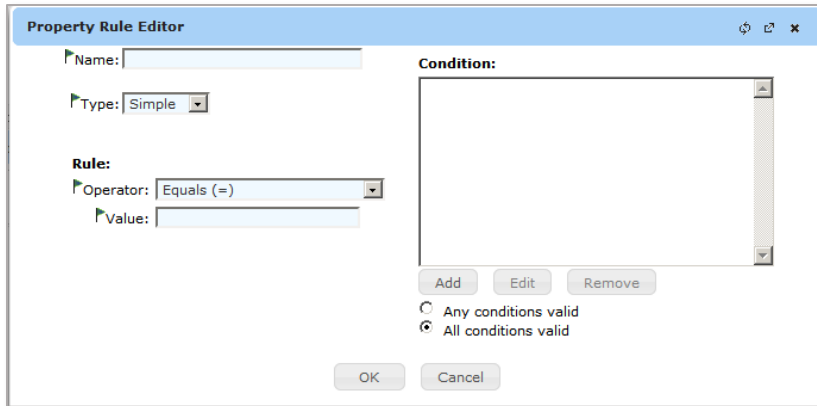 Property Rule Editor
Name:
Type: Simple
Rule:
Operator: Equals (=)
Value:
Condition:
Add Edit Remove
Any conditions valid
All conditions valid
OK Cancel